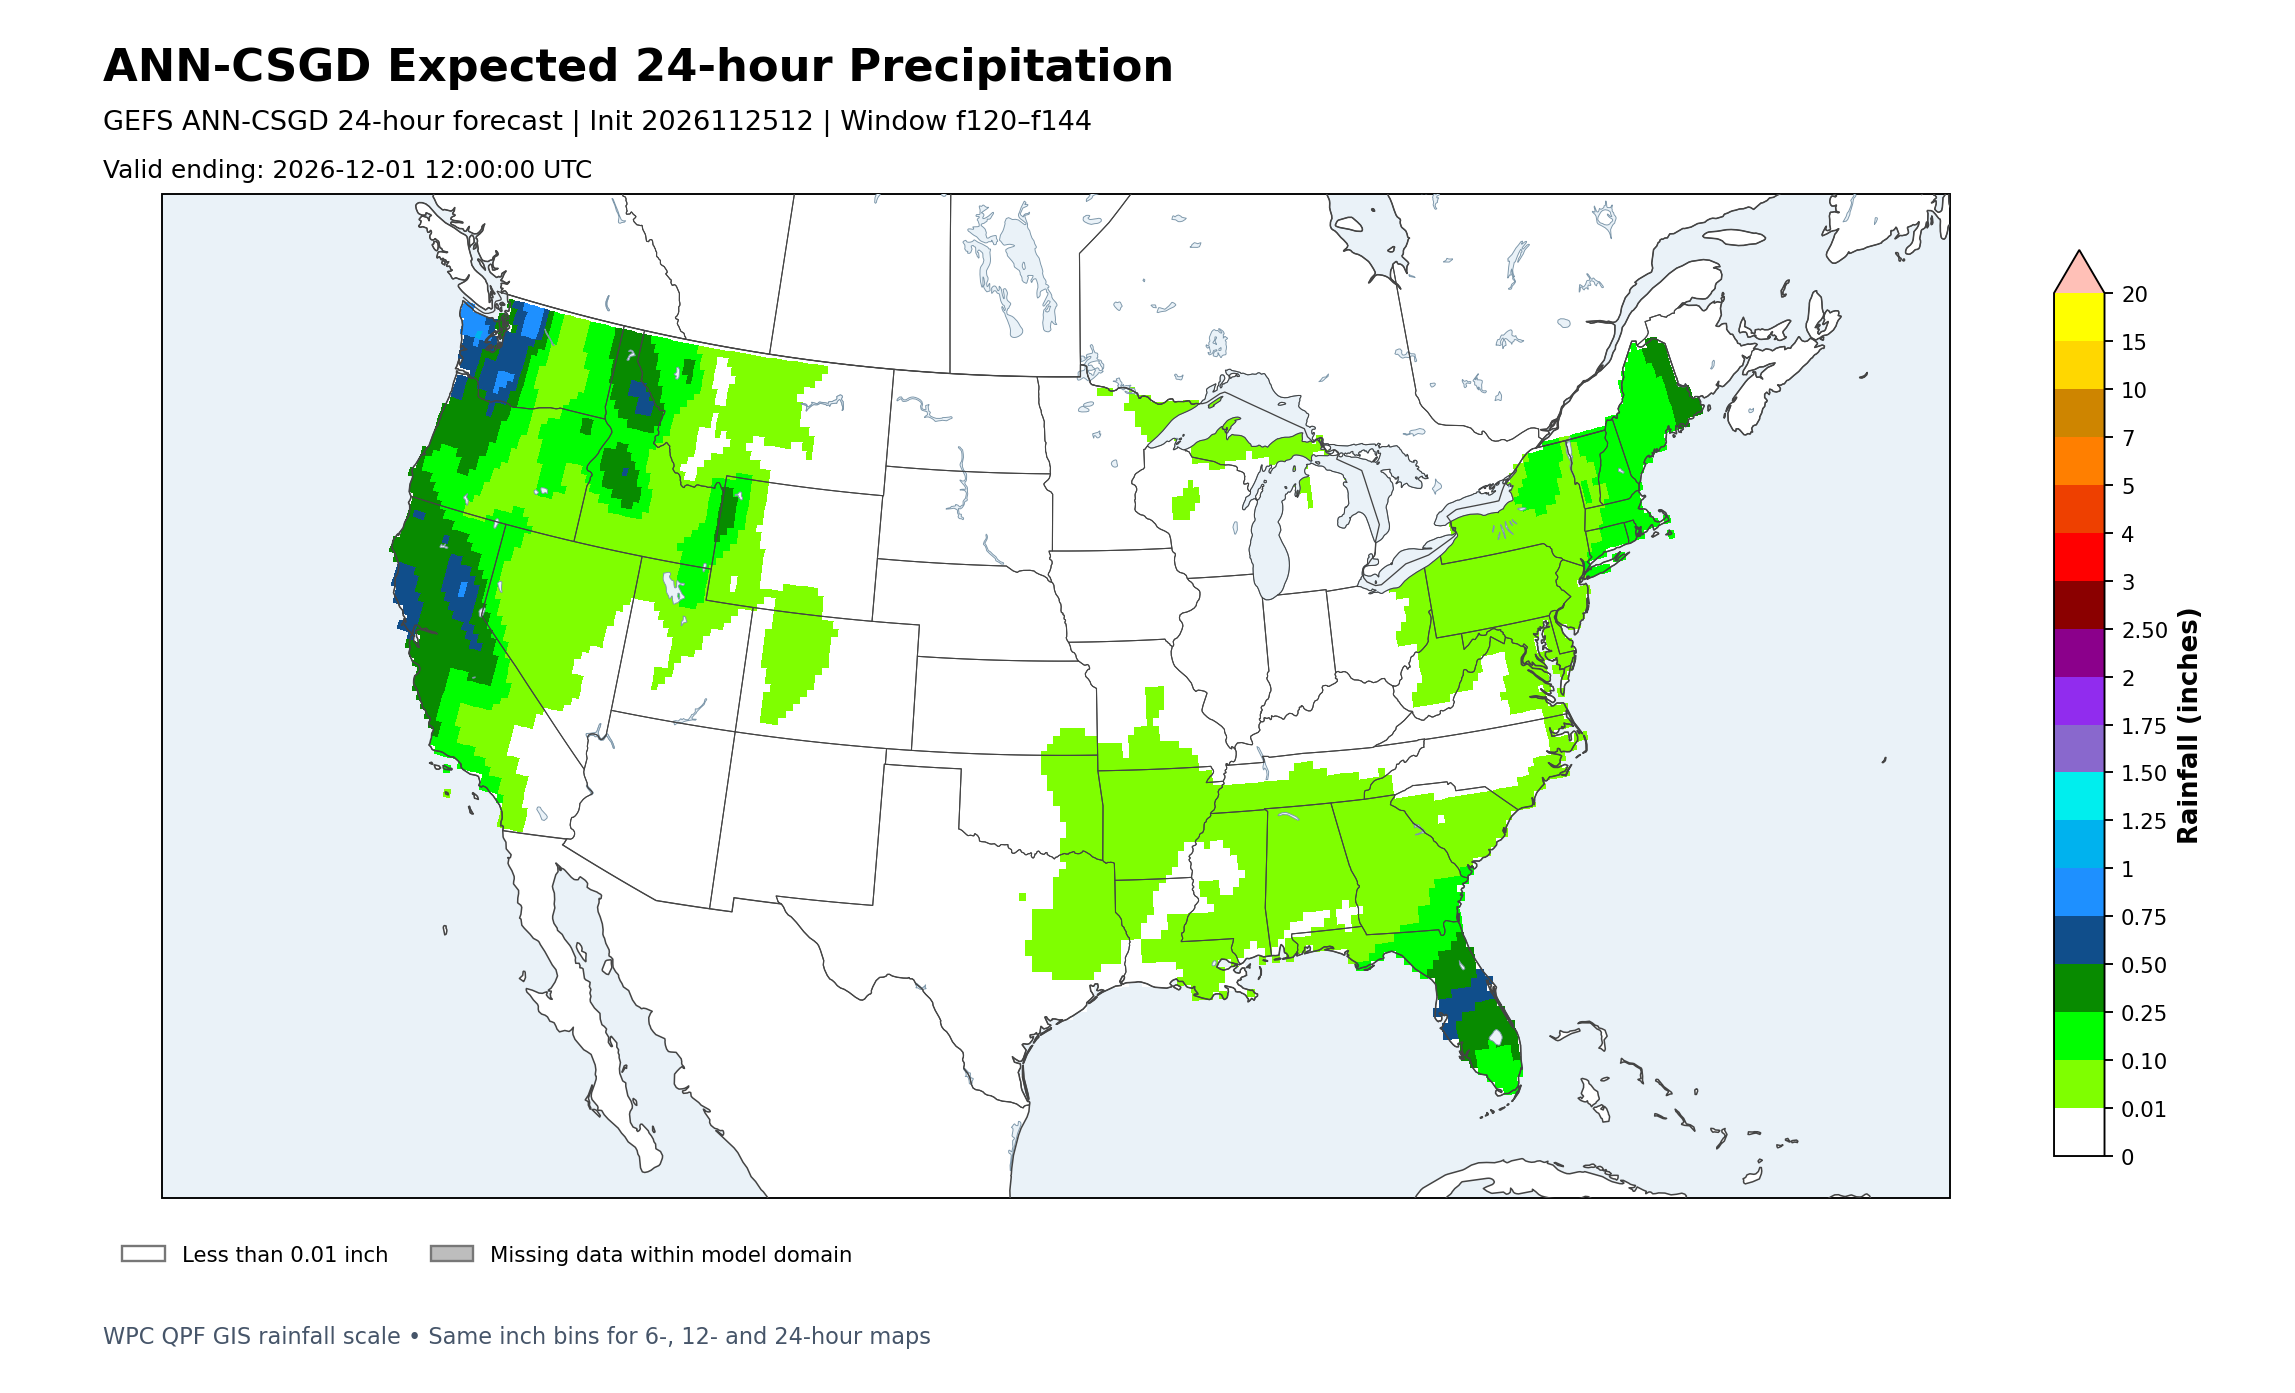 ANN-CSGD Expected 24-hour Precipitation
GEFS ANN-CSGD 24-hour forecast | Init 2026112512 | Window f120–f144
Valid ending: 2026-12-01 12:00:00 UTC
20
15
10
7
5
4
3
2.50
2
1.75
1.50
1.25
1
0.75
0.50
0.25
0.10
0.01
0
Rainfall (inches)
Less than 0.01 inch
Missing data within model domain
WPC QPF GIS rainfall scale • Same inch bins for 6-, 12- and 24-hour maps